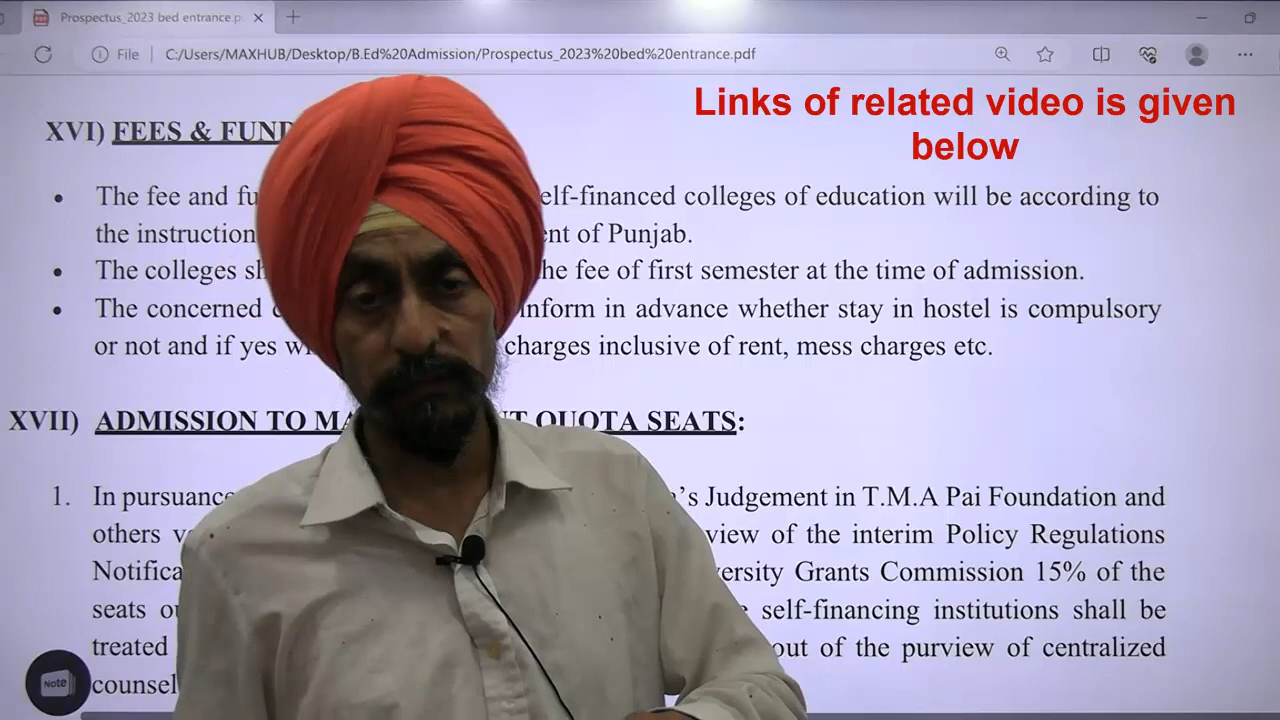 Prospectus_2023 bed entrance.p
File C:/Users/MAXHUB/Desktop/B.Ed%20Admission/Prospectus_2023%20bed%20entrance.pdf
Links of related video is given
below
XVI) FEES & FUND
The fee and fu elf-financed colleges of education will be according to
the instruction ent of Punjab.
The colleges sh he fee of first semester at the time of admission.
The concerned inform in advance whether stay in hostel is compulsory
or not and if yes charges inclusive of rent, mess charges etc.
XVII) ADMISSION TO MA NT QUOTA SEATS:
1. In pursuance 's Judgement in T.M.A Pai Foundation and
others view of the interim Policy Regulations
Notifica versity Grants Commission 15% of the
seats self-financing institutions shall be
treated out of the purview of centralized
counsel
Note